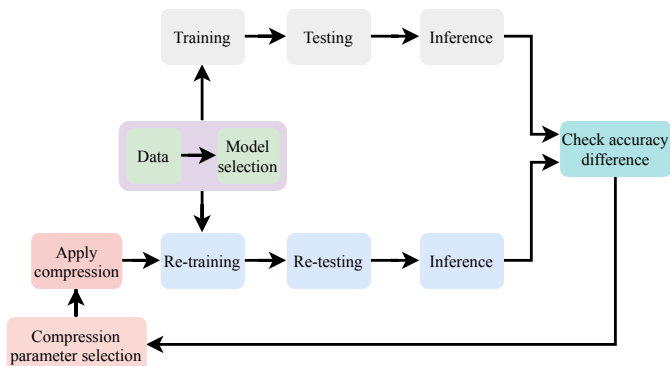 Training
Testing
Inference
Data
Model
selection
Check accuracy
difference
Apply
compression
Re-training
Re-testing
Inference
Compression
parameter selection